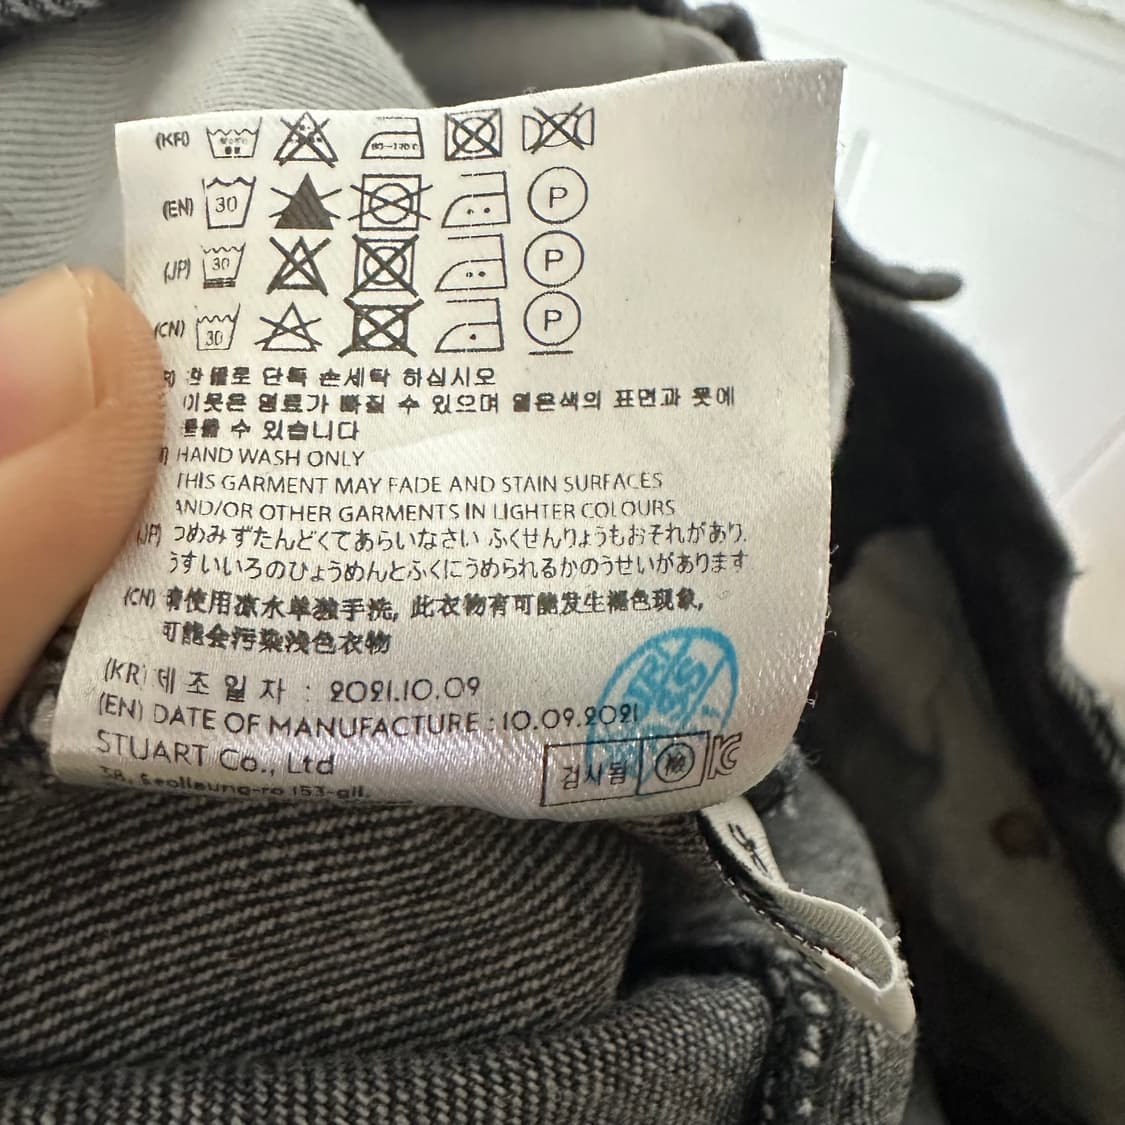 (KR) 80~120℃
(EN) 30 P
(JP) 30 P
(CN) 30 P
찬물로 단독 손세탁 하십시오
이옷은 염료가 빠질 수 있으며 옅은색의 표면과 옷에
물들 수 있습니다
HAND WASH ONLY
THIS GARMENT MAY FADE AND STAIN SURFACES
AND/OR OTHER GARMENTS IN LIGHTER COLOURS
(JP) つめみずたんどくてあらいなさい ふくせんりょうもおそれがあり.
うすいいろのひょうめんとふくにうめられるかのうせいがあります
(CN) 请使用凉水单独手洗, 此衣物有可能发生褪色现象,
可能会污染浅色衣物
(KR) 제조일자 : 2021.10.09
(EN) DATE OF MANUFACTURE : 10.09.2021
STUART Co., Ltd
검사필
38, Seolleung-ro 153-gil,